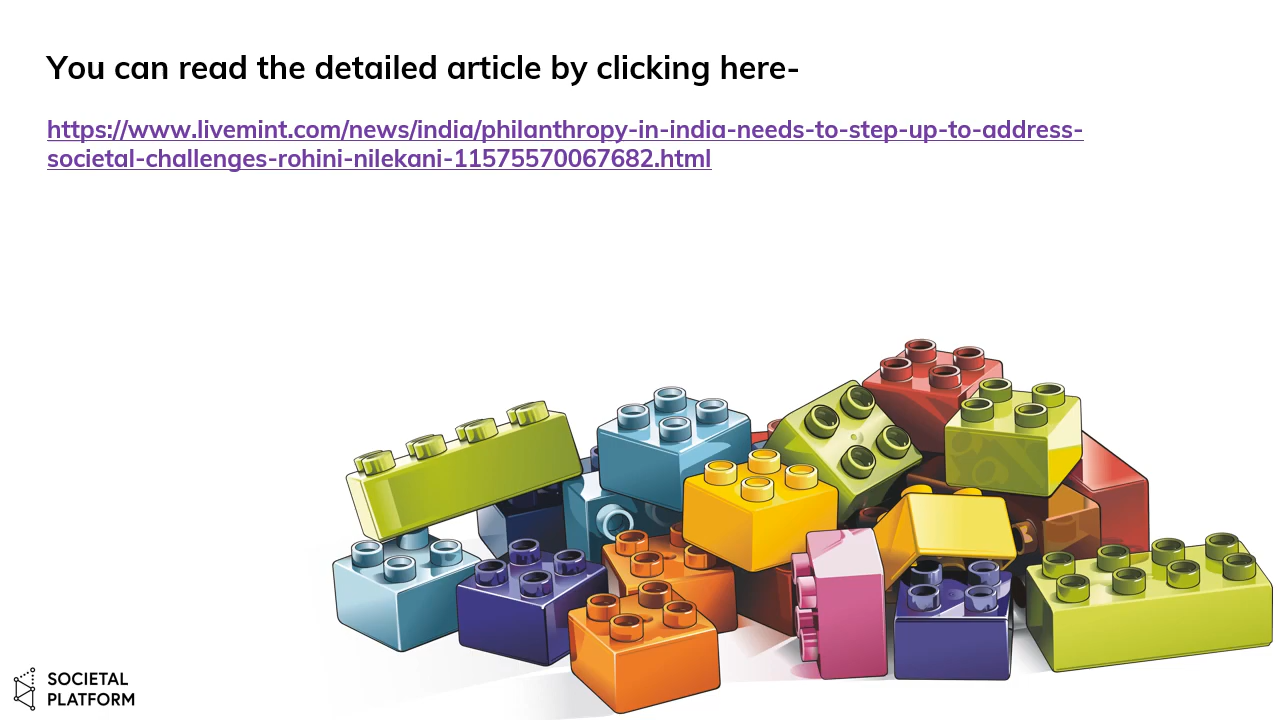 You can read the detailed article by clicking here-
https://www.livemint.com/news/india/philanthropy-in-india-needs-to-step-up-to-address-
societal-challenges-rohini-nilekani-11575570067682.html
SOCIETAL
PLATFORM